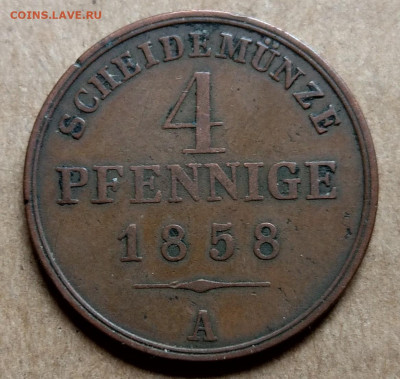 COINS.LAVE.RU
SCHEIDEMÜNZE
4
PFENNIGE
1858
A